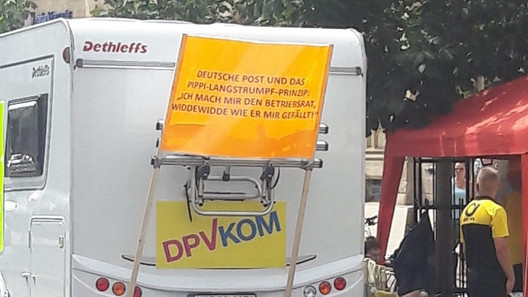 Dethleffs
Dethleffs
DEUTSCHE POST UND DAS
PIPPI-LANGSTRUMPF-PRINZIP:
„ICH MACH MIR DEN BETRIEBSRAT,
WIDDEWIDDE WIE ER MIR GEFÄLLT!"
DPVKOM